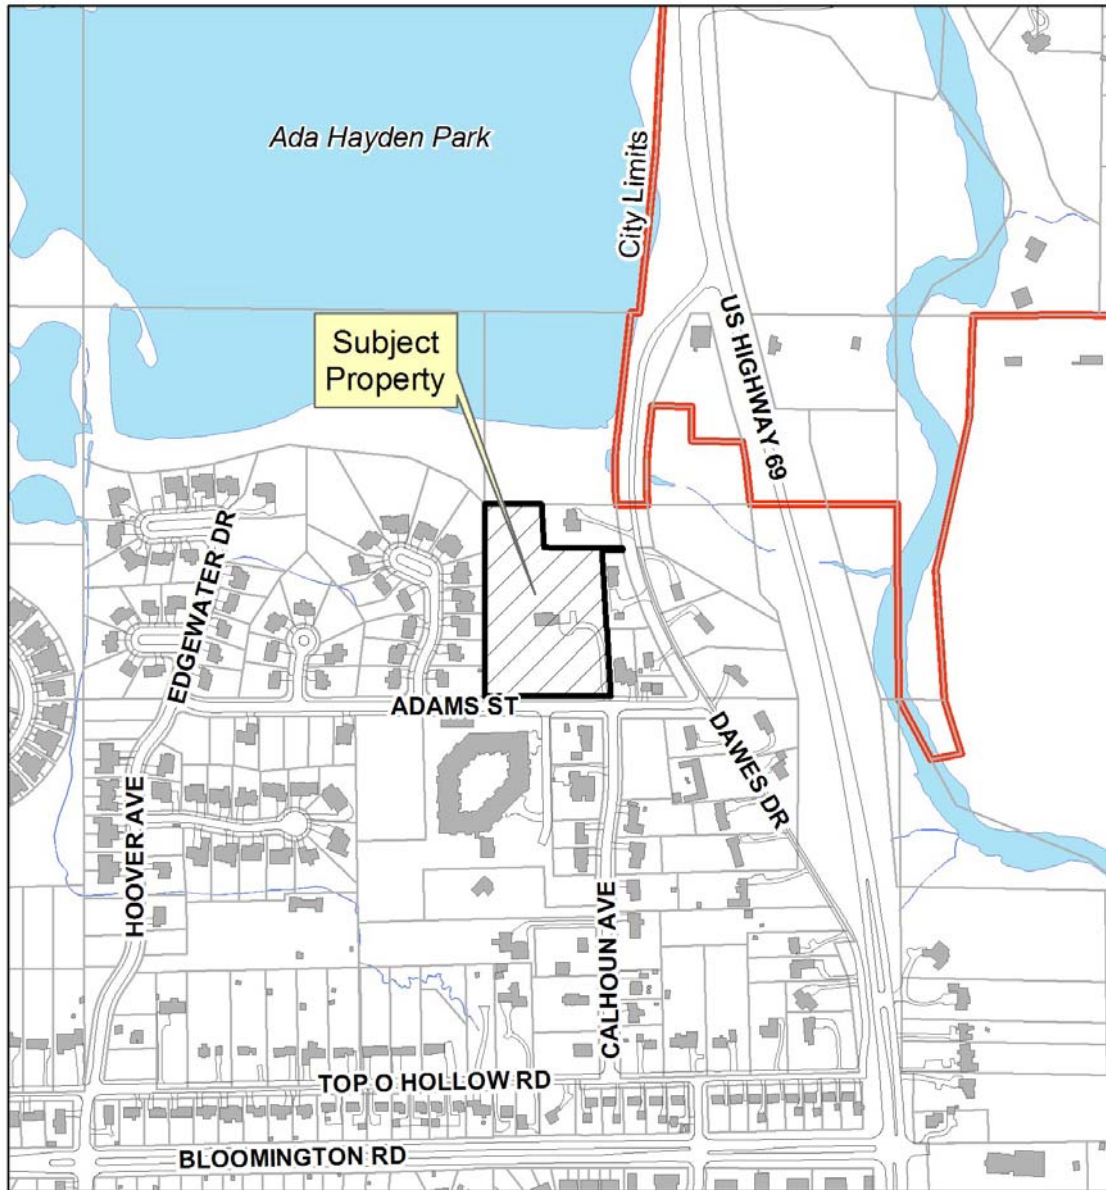 Ada Hayden Park
City Limits
Subject
Property
US HIGHWAY 69
EDGEWATER DR
ADAMS ST
DAWES DR
HOOVER AVE
CALHOUN AVE
TOP O HOLLOW RD
BLOOMINGTON RD